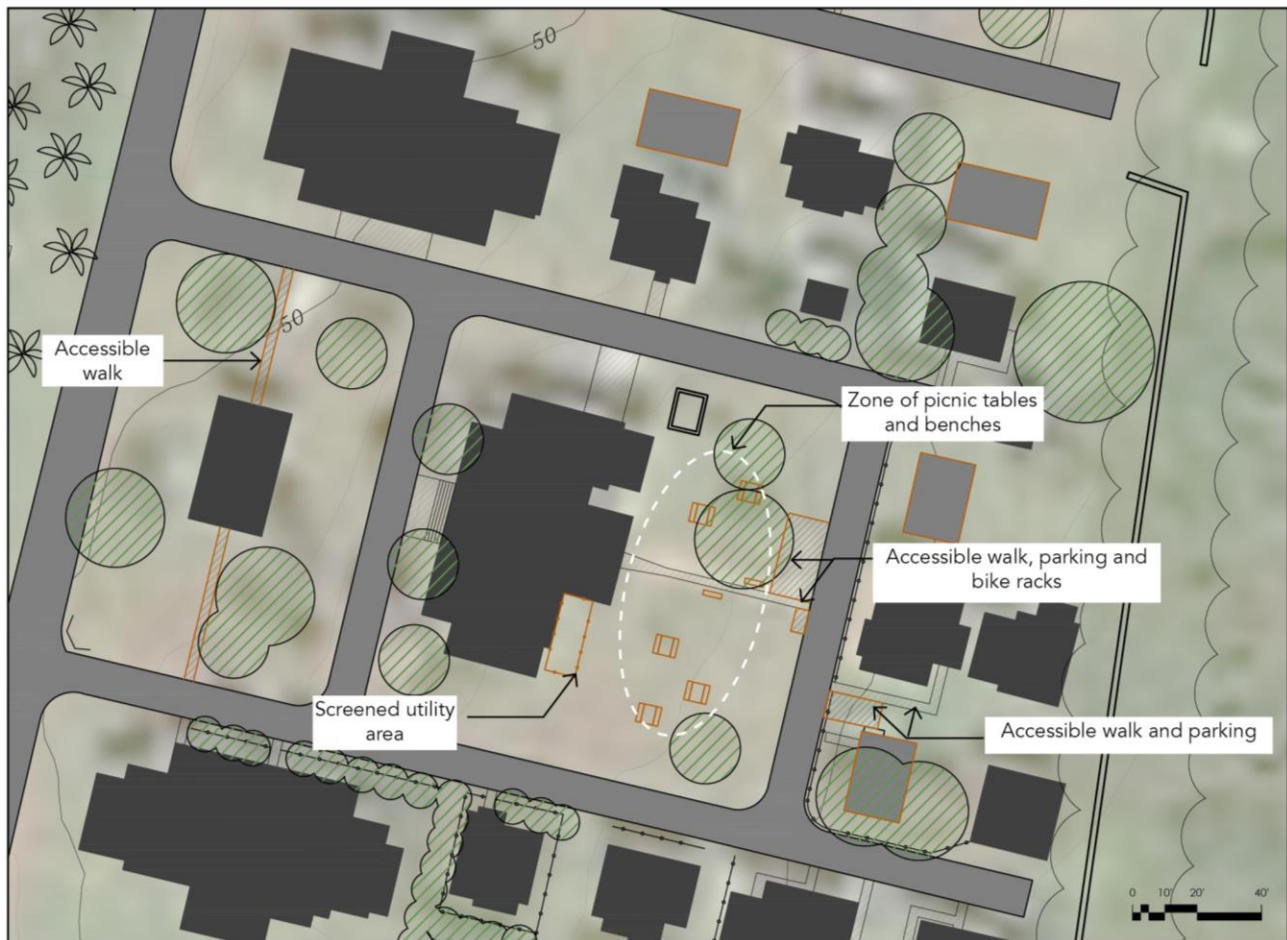 50
50
Accessible
walk
Zone of picnic tables
and benches
Accessible walk, parking and
bike racks
Screened utility
area
Accessible walk and parking
0 10' 20' 40'